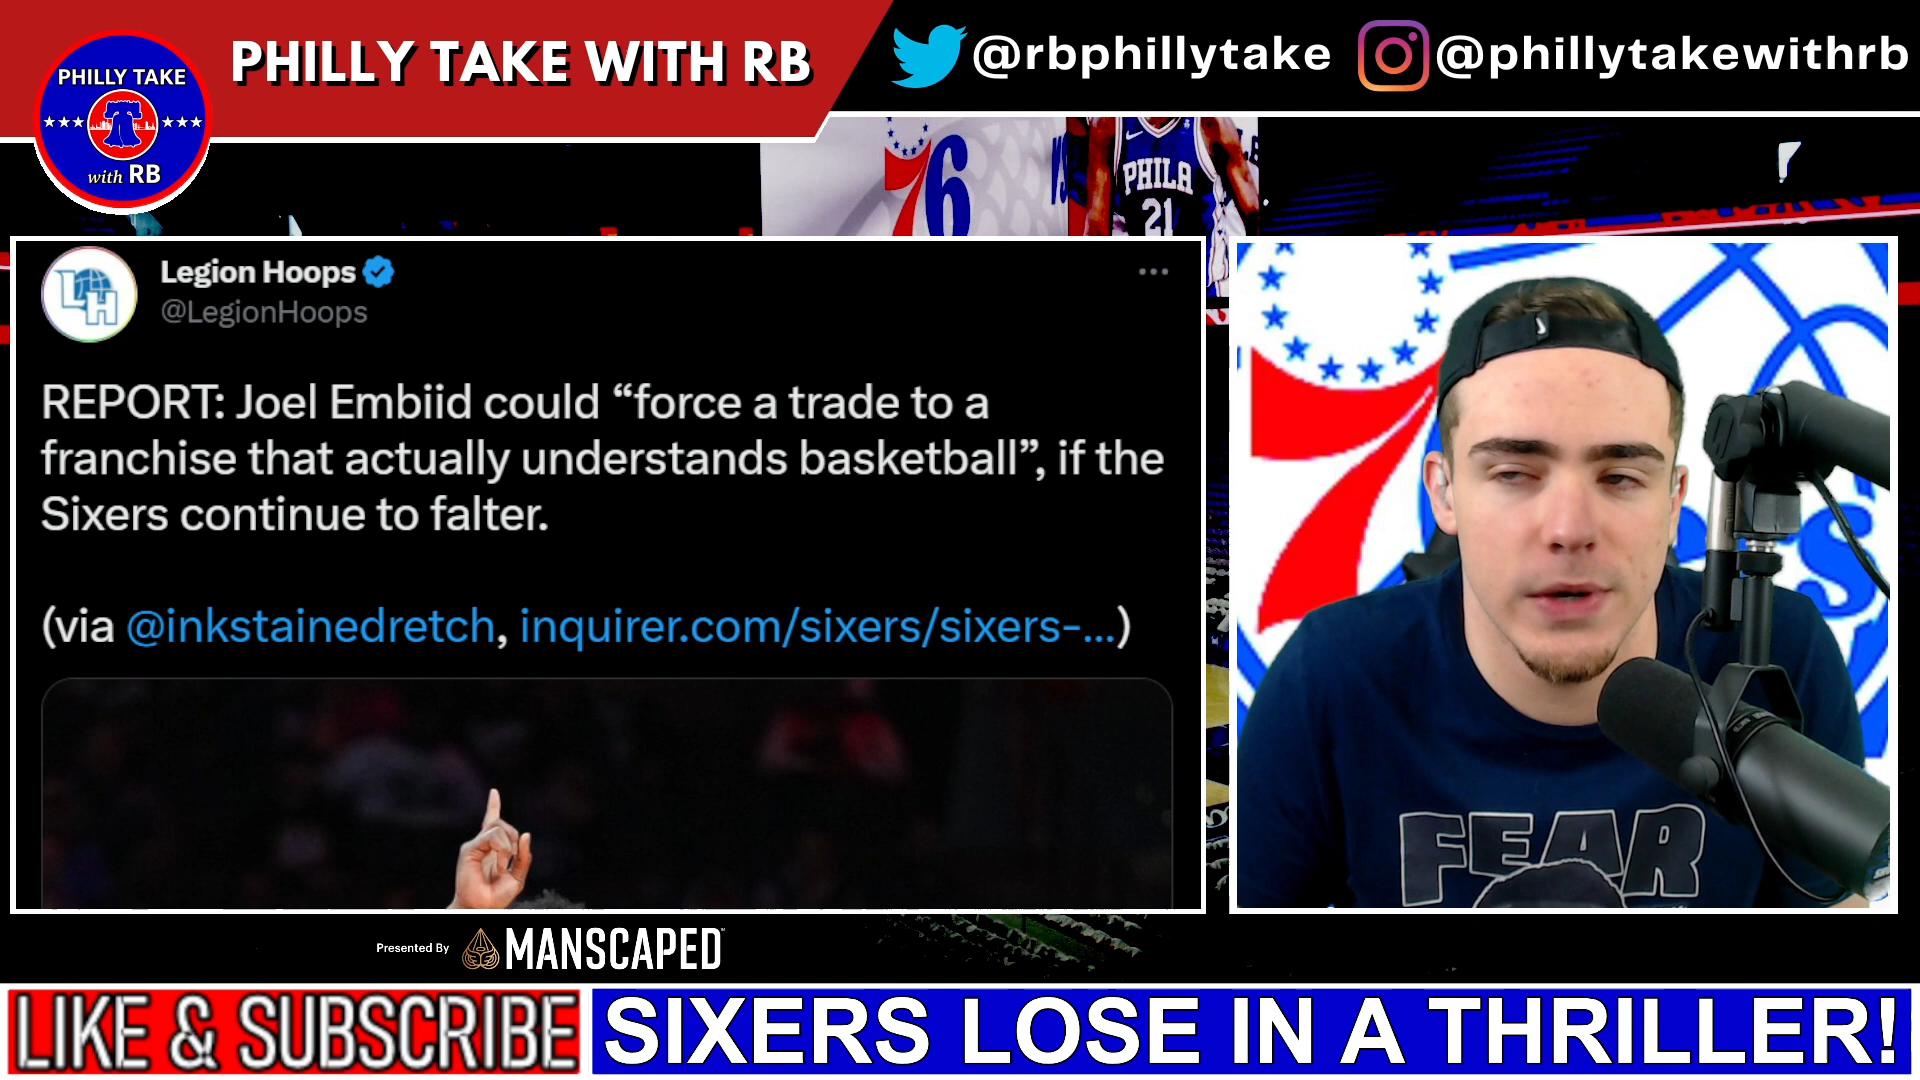 PHILLY TAKE
with RB
PHILLY TAKE WITH RB
@rbphillytake
@phillytakewithrb
76
PHILA
21
Legion Hoops
@LegionHoops
LH
REPORT: Joel Embiid could “force a trade to a
franchise that actually understands basketball”, if the
Sixers continue to falter.
(via @inkstainedretch, inquirer.com/sixers/sixers-...)
FEAR
Presented By
MANSCAPED
LIKE & SUBSCRIBE
SIXERS LOSE IN A THRILLER!